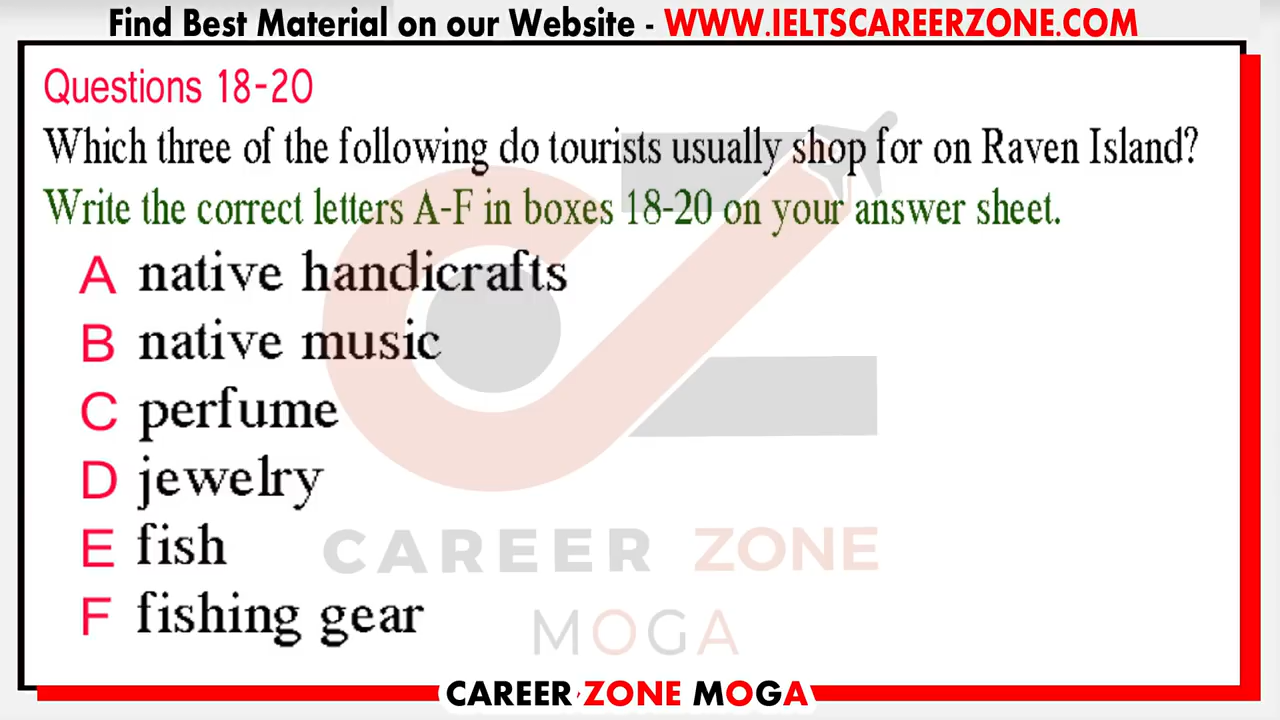 Find Best Material on our Website - WWW.IELTSCAREERZONE.COM
Questions 18-20
Which three of the following do tourists usually shop for on Raven Island?
Write the correct letters A-F in boxes 18-20 on your answer sheet.
A native handicrafts
B native music
C perfume
D jewelry
E fish
F fishing gear
CAREER ZONE
MOGA
CAREER ZONE MOGA